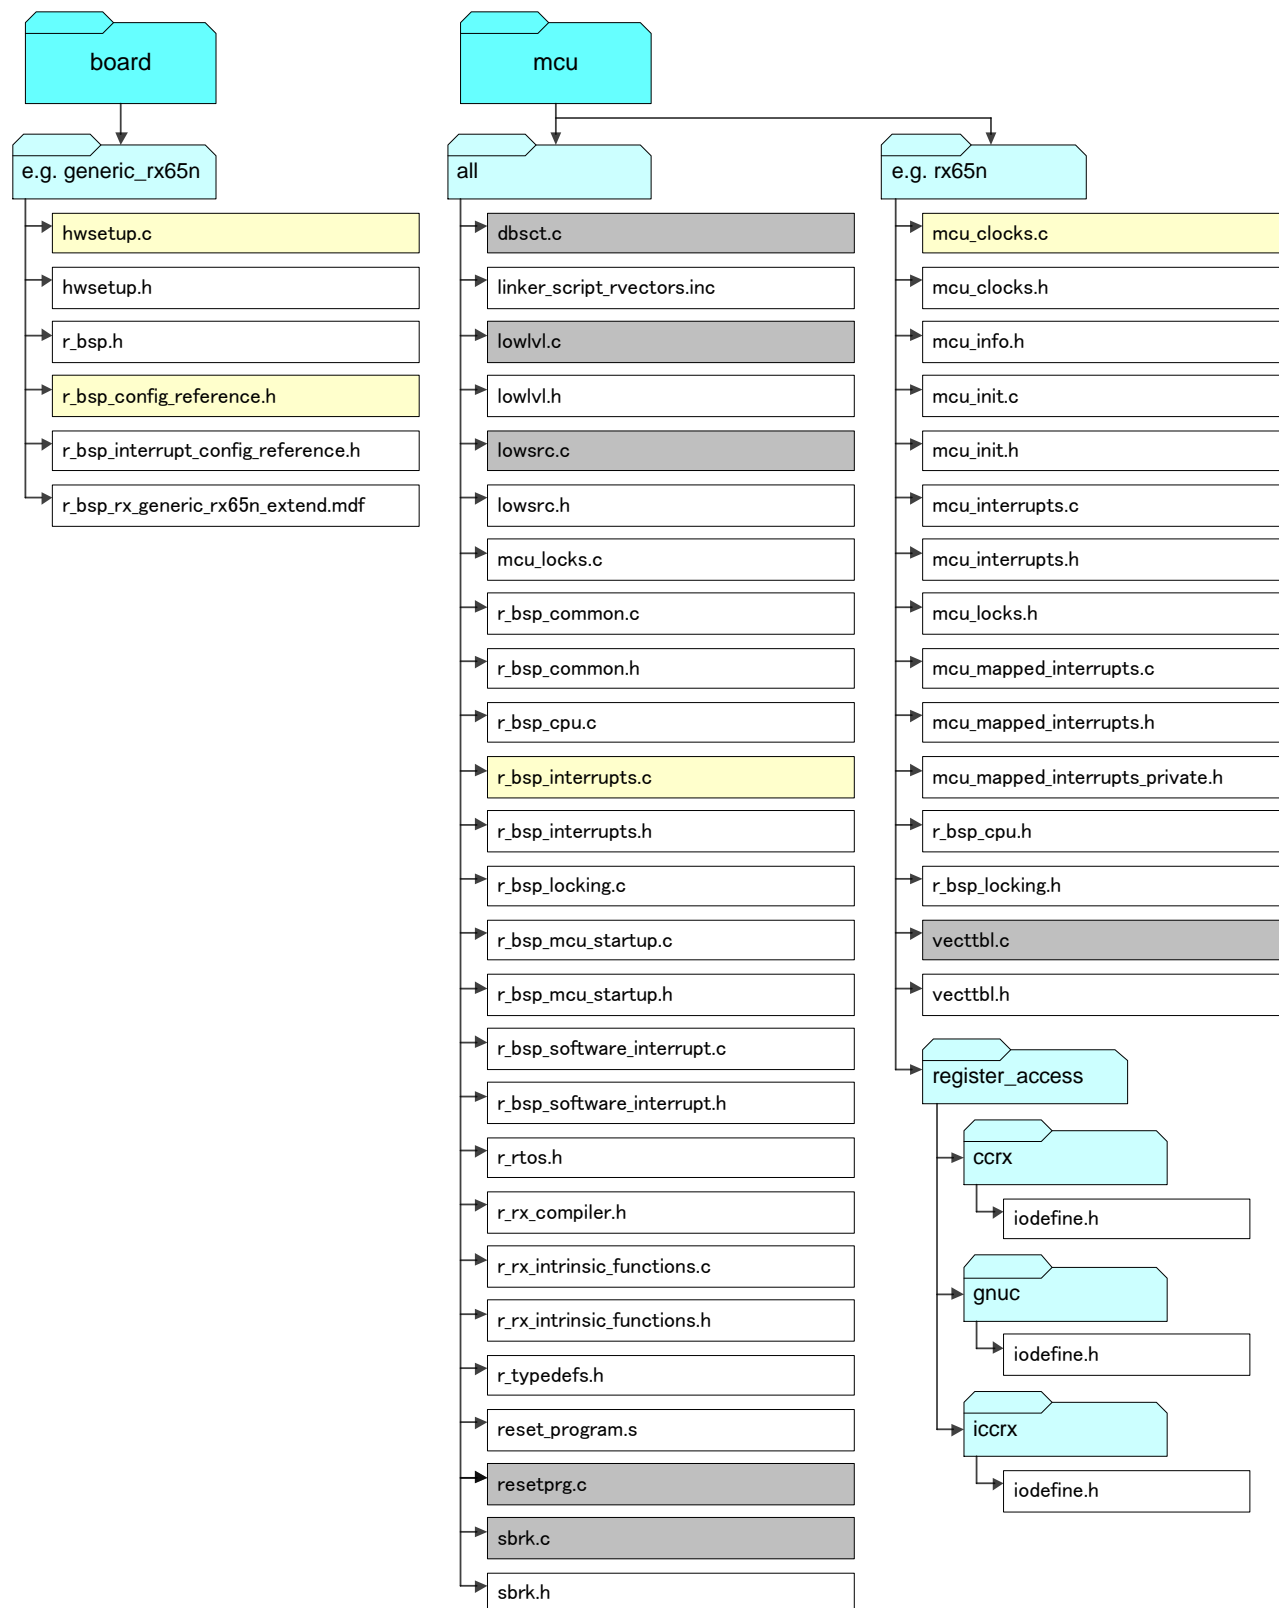 board
e.g. generic_rx65n
hwsetup.c
hwsetup.h
r_bsp.h
r_bsp_config_reference.h
r_bsp_interrupt_config_reference.h
r_bsp_rx_generic_rx65n_extend.mdf
mcu
all
dbsct.c
linker_script_rvectors.inc
lowlvl.c
lowlvl.h
lowsrc.c
lowsrc.h
mcu_locks.c
r_bsp_common.c
r_bsp_common.h
r_bsp_cpu.c
r_bsp_interrupts.c
r_bsp_interrupts.h
r_bsp_locking.c
r_bsp_mcu_startup.c
r_bsp_mcu_startup.h
r_bsp_software_interrupt.c
r_bsp_software_interrupt.h
r_rtos.h
r_rx_compiler.h
r_rx_intrinsic_functions.c
r_rx_intrinsic_functions.h
r_typedefs.h
reset_program.s
resetprg.c
sbrk.c
sbrk.h
e.g. rx65n
mcu_clocks.c
mcu_clocks.h
mcu_info.h
mcu_init.c
mcu_init.h
mcu_interrupts.c
mcu_interrupts.h
mcu_locks.h
mcu_mapped_interrupts.c
mcu_mapped_interrupts.h
mcu_mapped_interrupts_private.h
r_bsp_cpu.h
r_bsp_locking.h
vecttbl.c
vecttbl.h
register_access
ccrx
iodefine.h
gnuc
iodefine.h
iccrx
iodefine.h